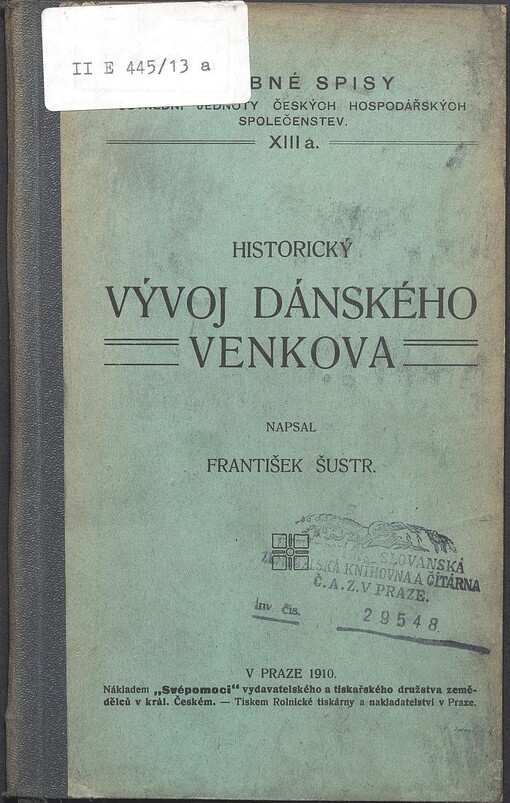 II E 445/13 a
BNÉ SPISY
JEDNOTY ČESKÝCH HOSPODÁŘSKÝCH
SPOLEČENSTEV.
XIII a.
HISTORICKÝ
VÝVOJ DÁNSKÉHO
VENKOVA
NAPSAL
FRANTIŠEK ŠUSTR.
SLOVANSKÁ
KNIHOVNA A ČÍTÁRNA
Č. A. Z. V PRAZE.
Inv. čís.
29548
V PRAZE 1910.
Nákladem „Svépomoci“ vydavatelského a tiskařského družstva země-
dělců v král. Českém. — Tiskem Rolnické tiskárny a nakladatelství v Praze.